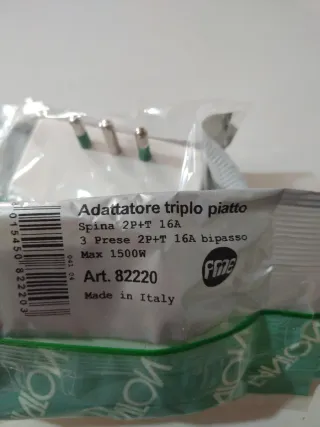 Adattatore triplo piatto
Spina 2P+T 16A
3 Prese 2P+T 16A bipasso
Max 1500W
Art. 82220
Made in Italy
fme